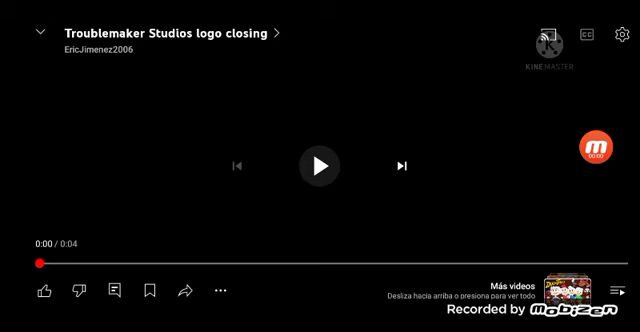 Troublemaker Studios logo closing
EricJimenez2006
CC
K
KINEMASTER
m
00:00
0:00 / 0:04
Más videos
Desliza hacia arriba o presiona para ver todo
Recorded by Mobizen